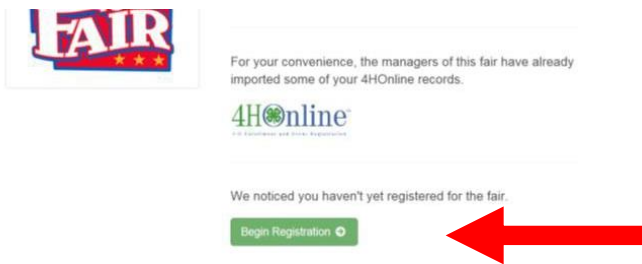 FAIR
For your convenience, the managers of this fair have already
imported some of your 4HOnline records.
4HOnline
We noticed you haven't yet registered for the fair.
Begin Registration